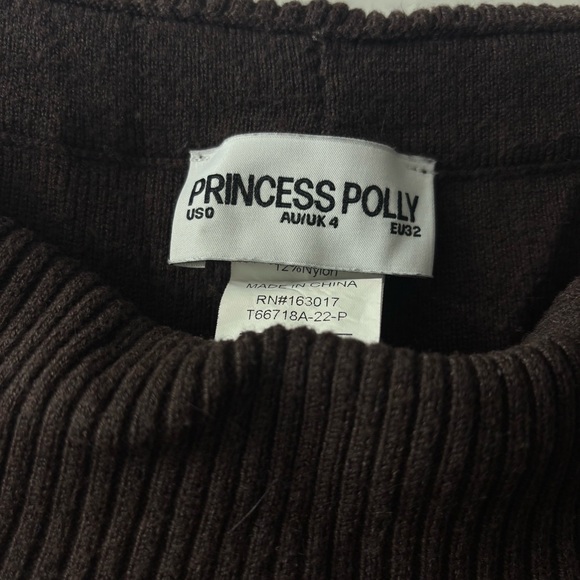 PRINCESS POLLY
US0 AU/UK 4 EU32
12%Nylon
MADE IN CHINA
RN#163017
T66718A-22-P